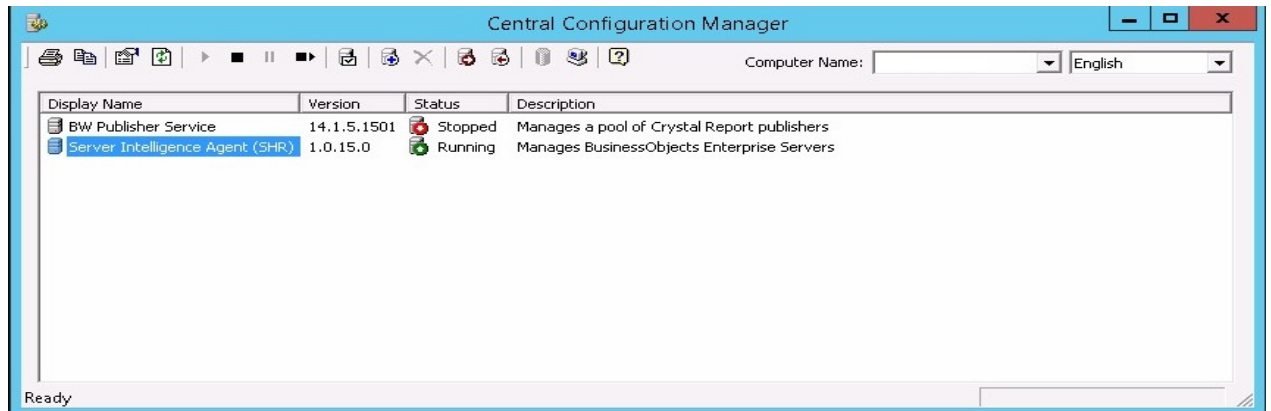 Central Configuration Manager
Computer Name: English
Display Name Version Status Description
BW Publisher Service 14.1.5.1501 Stopped Manages a pool of Crystal Report publishers
Server Intelligence Agent (SHR) 1.0.15.0 Running Manages BusinessObjects Enterprise Servers
Ready